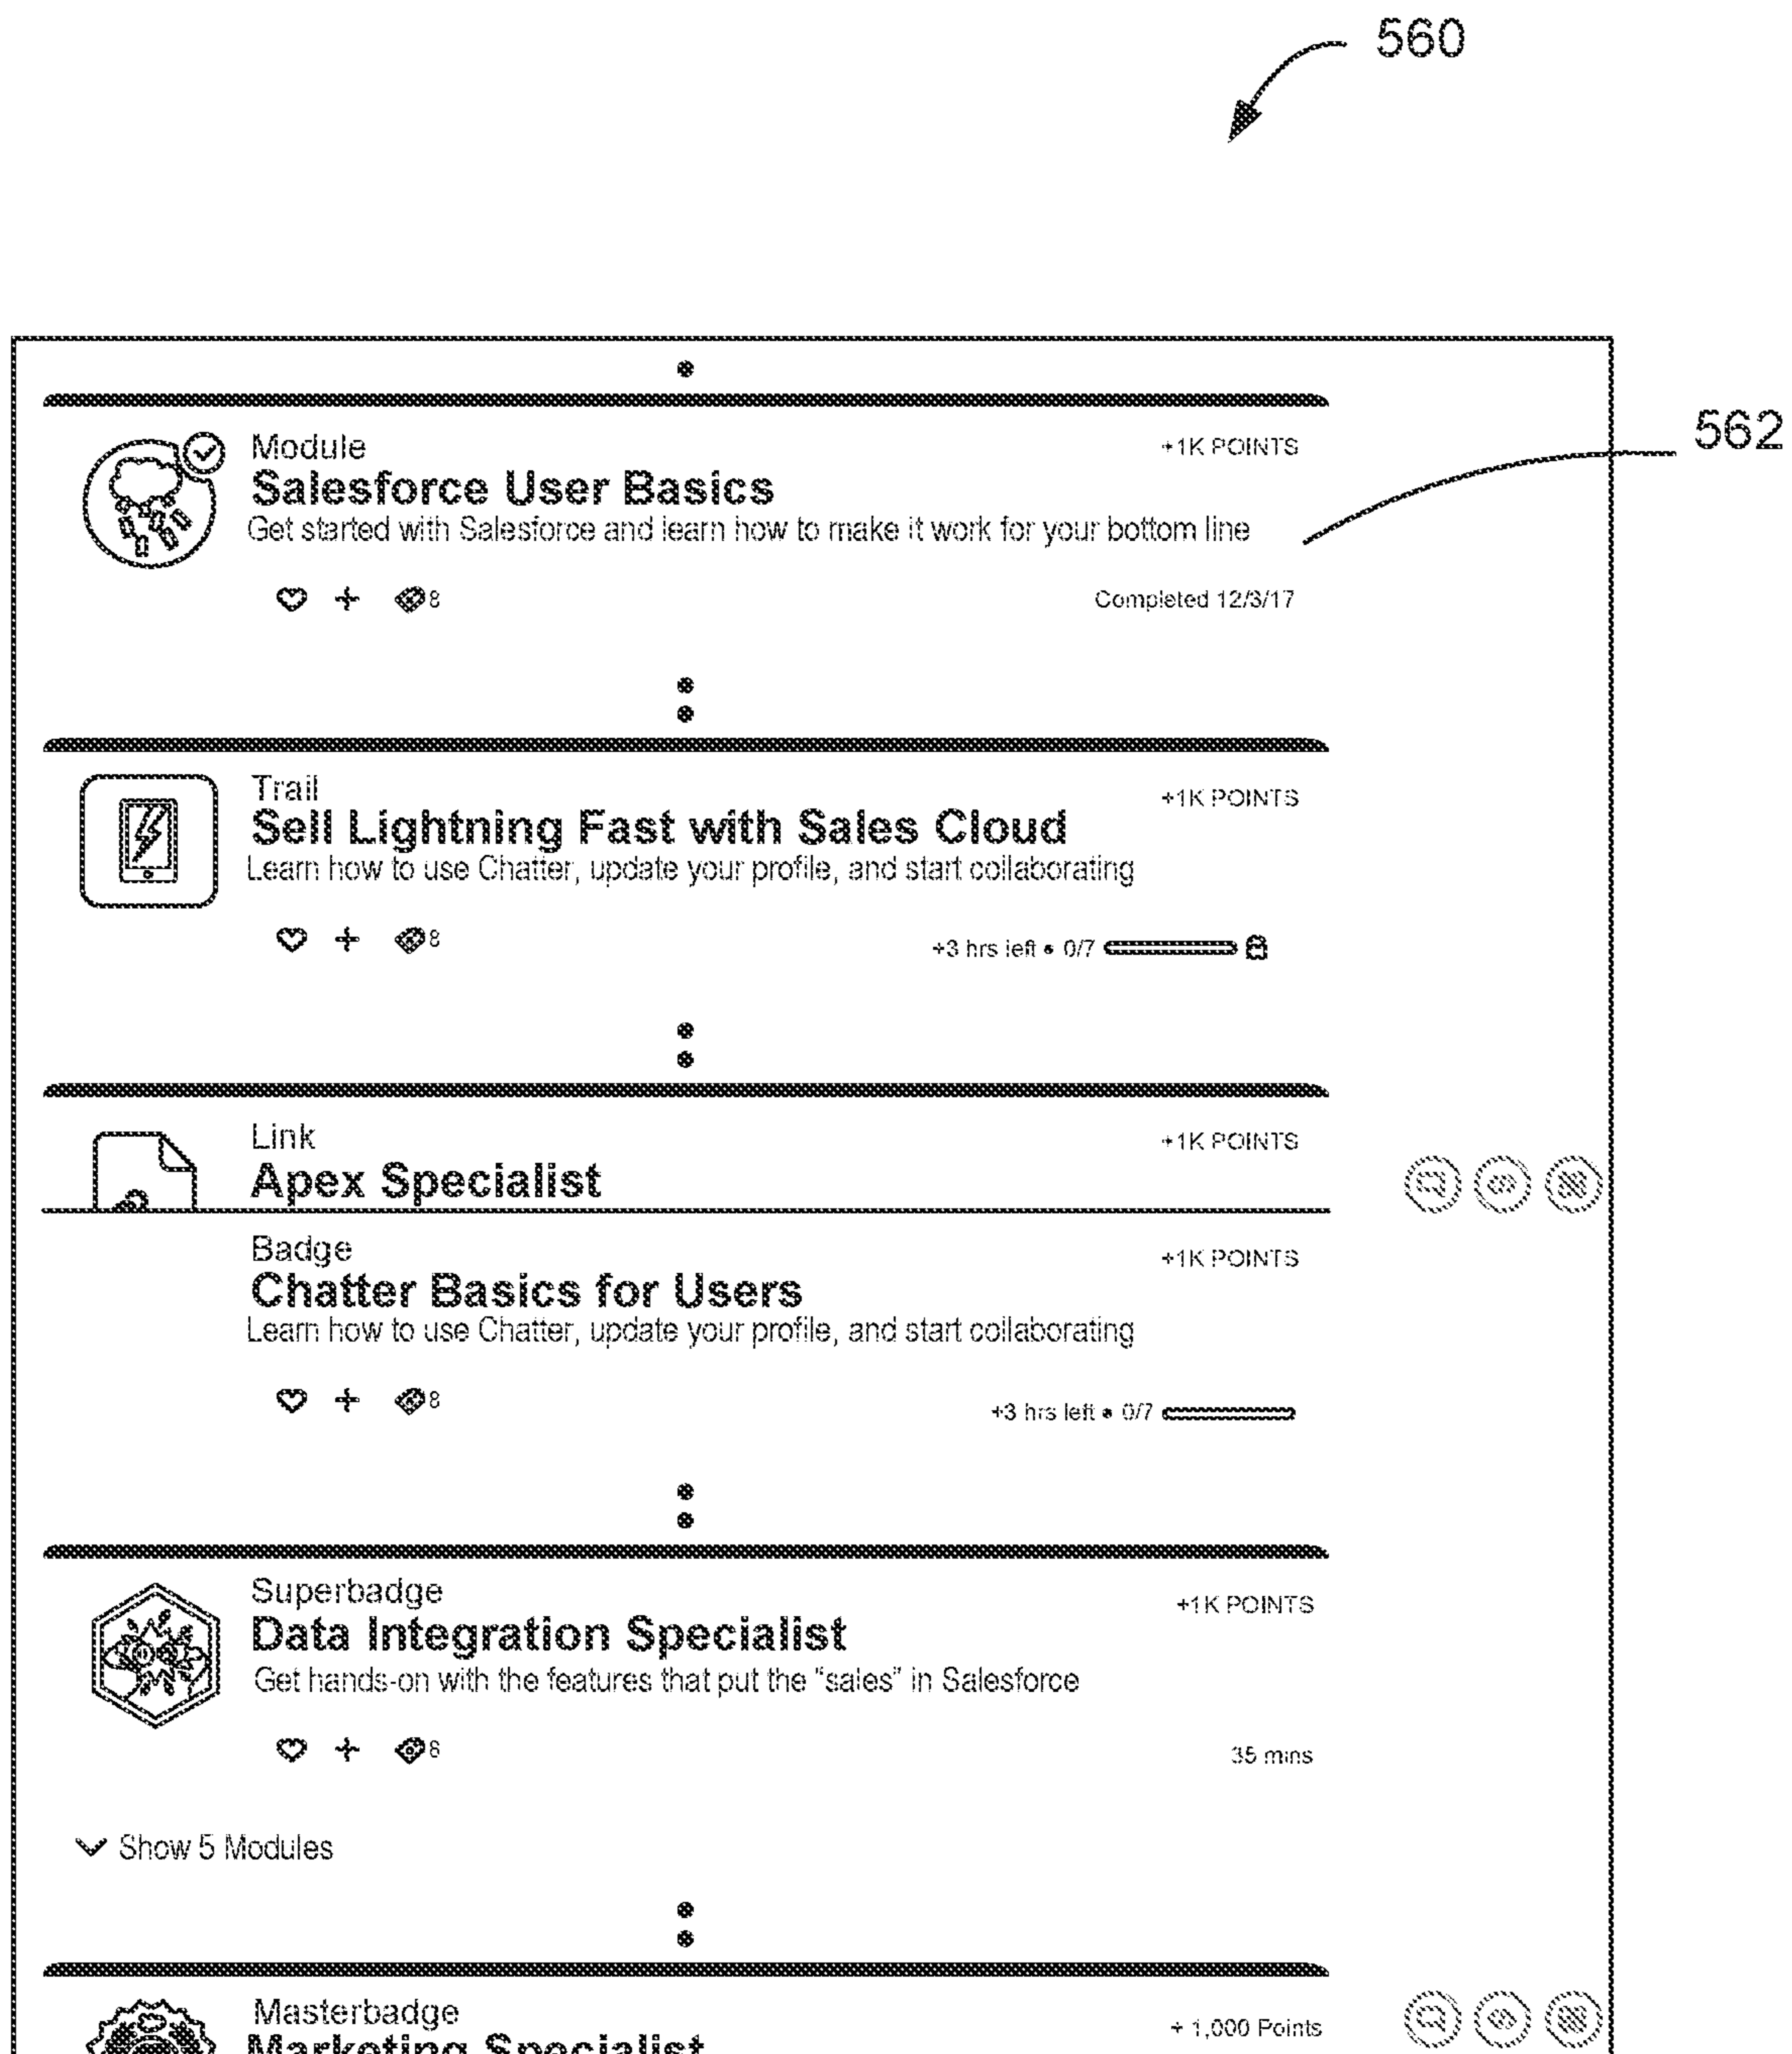 560
562
Module
+1K POINTS
Salesforce User Basics
Get started with Salesforce and learn how to make it work for your bottom line
8
Completed 12/3/17
Trail
+1K POINTS
Sell Lightning Fast with Sales Cloud
Learn how to use Chatter, update your profile, and start collaborating
8
+3 hrs left • 0/7
Link
+1K POINTS
Apex Specialist
Badge
+1K POINTS
Chatter Basics for Users
Learn how to use Chatter, update your profile, and start collaborating
8
+3 hrs left • 0/7
Superbadge
+1K POINTS
Data Integration Specialist
Get hands-on with the features that put the “sales” in Salesforce
8
35 mins
Show 5 Modules
Masterbadge
+ 1,000 Points
Marketing Specialist